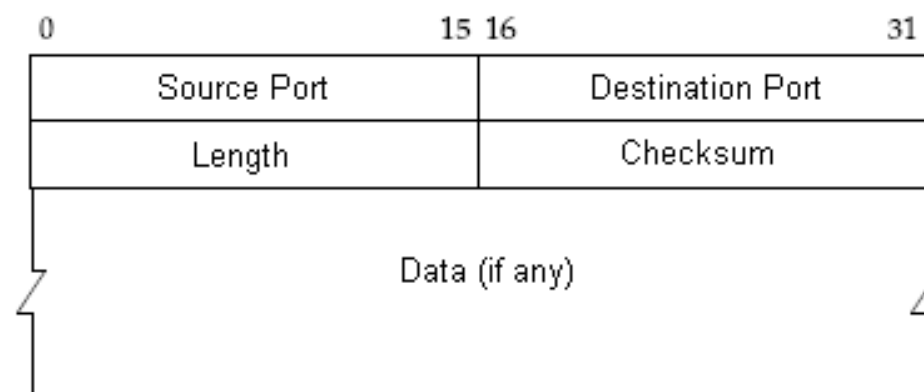 0 15 16 31
Source Port Destination Port
Length Checksum
Data (if any)